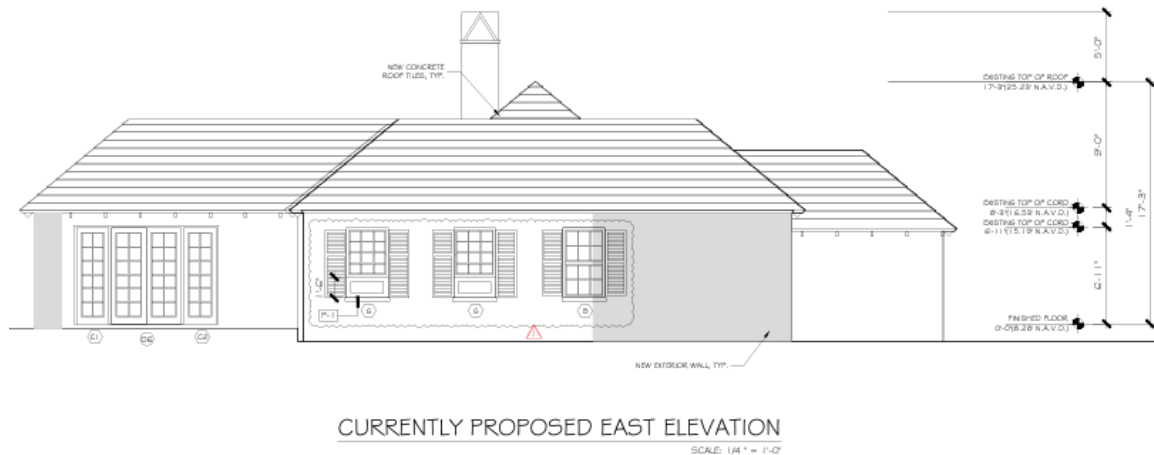 NEW CONCRETE
ROOF TILES, TYP.
5'-0"
EXISTING TOP OF ROOF
17'-3"(25.23' N.A.V.D.)
9'-0"
17'-3"
EXISTING TOP OF CORD
8'-3"(16.53' N.A.V.D.)
EXISTING TOP OF CORD
6'-11"(15.19' N.A.V.D.)
1'-4"
6'-11"
1'-6"
P-1
G
G
B
C1
C2
FINISHED FLOOR
0'-0"(8.28' N.A.V.D.)
NEW EXTERIOR WALL, TYP.
CURRENTLY PROPOSED EAST ELEVATION
SCALE: 1/4" = 1'-0"